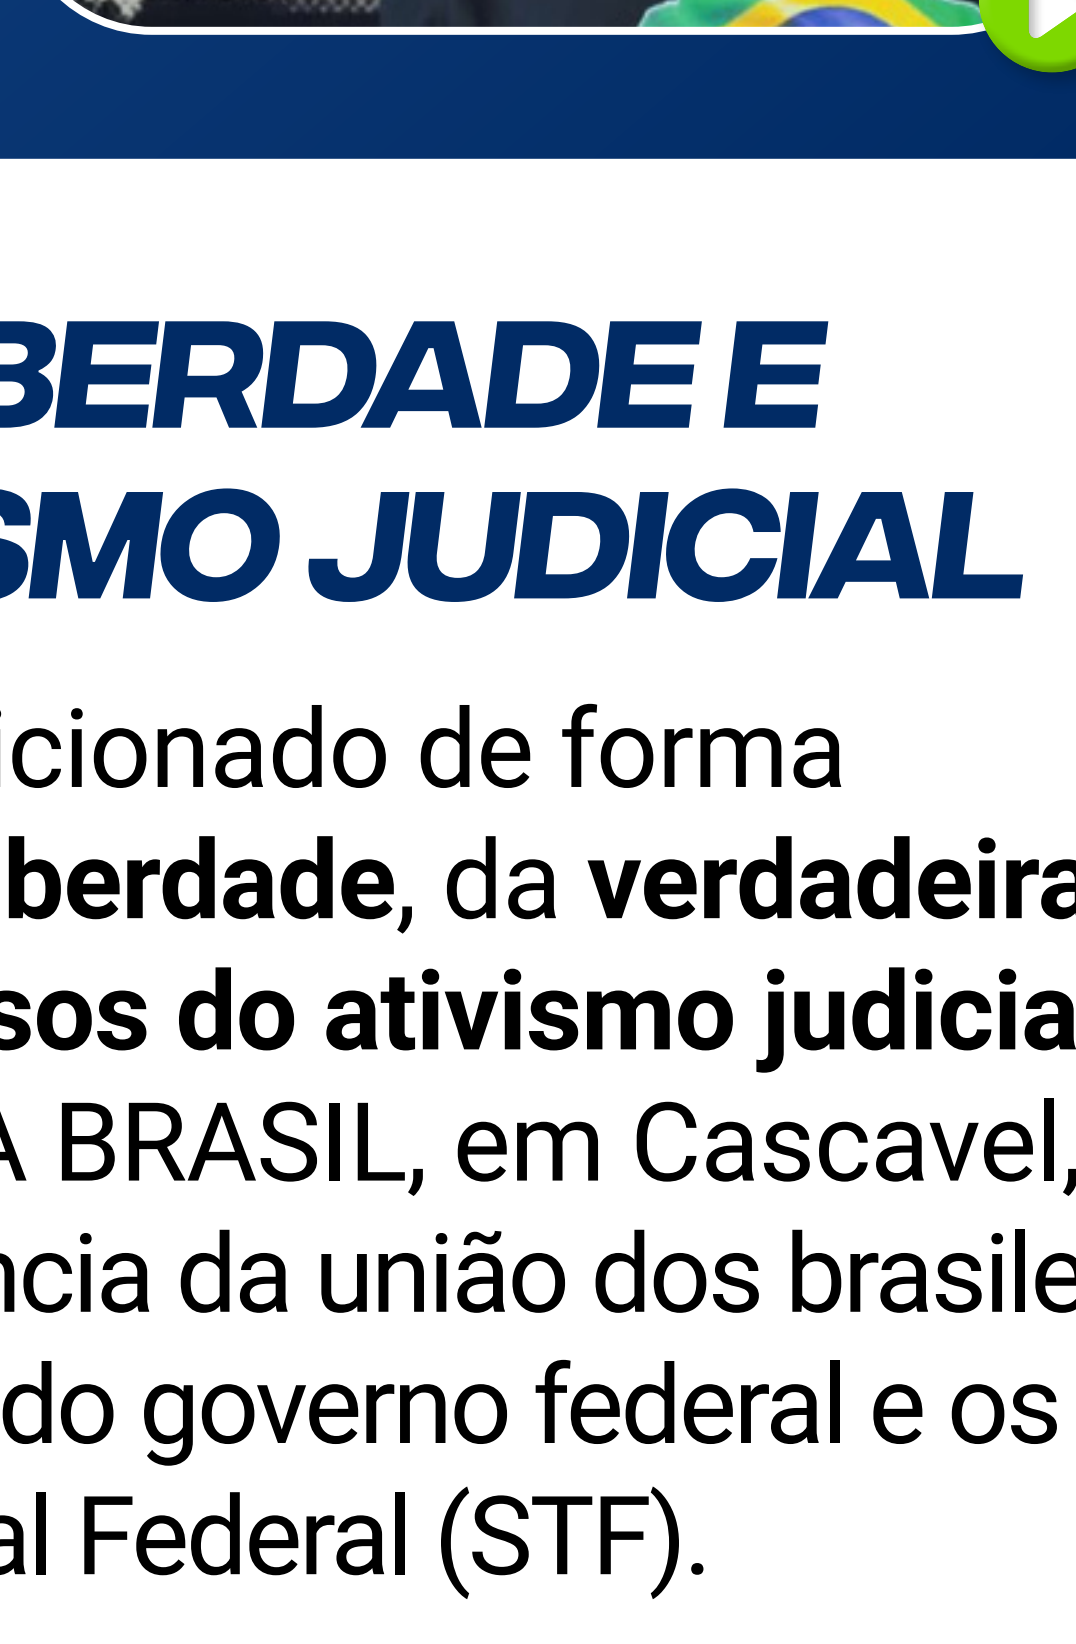 BERDADE E
SMO JUDICIAL
icionado de forma
berdade, da verdadeira
sos do ativismo judicia
A BRASIL, em Cascavel,
ncia da união dos brasile
do governo federal e os
al Federal (STF).